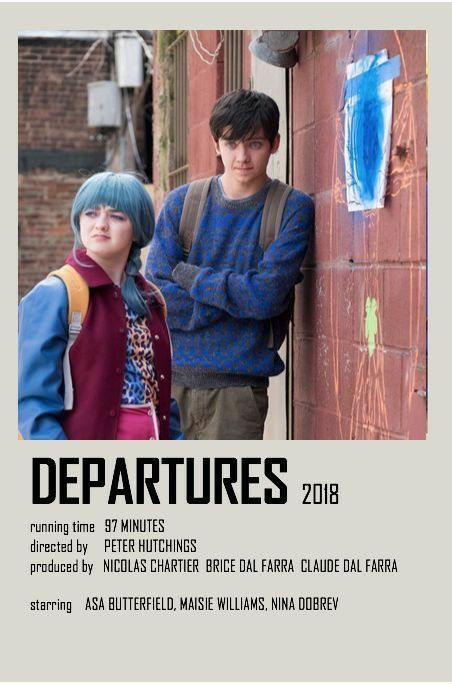 DEPARTURES 2018
running time 97 MINUTES
directed by PETER HUTCHINGS
produced by NICOLAS CHARTIER BRICE DAL FARRA CLAUDE DAL FARRA
starring ASA BUTTERFIELD, MAISIE WILLIAMS, NINA DOBREV